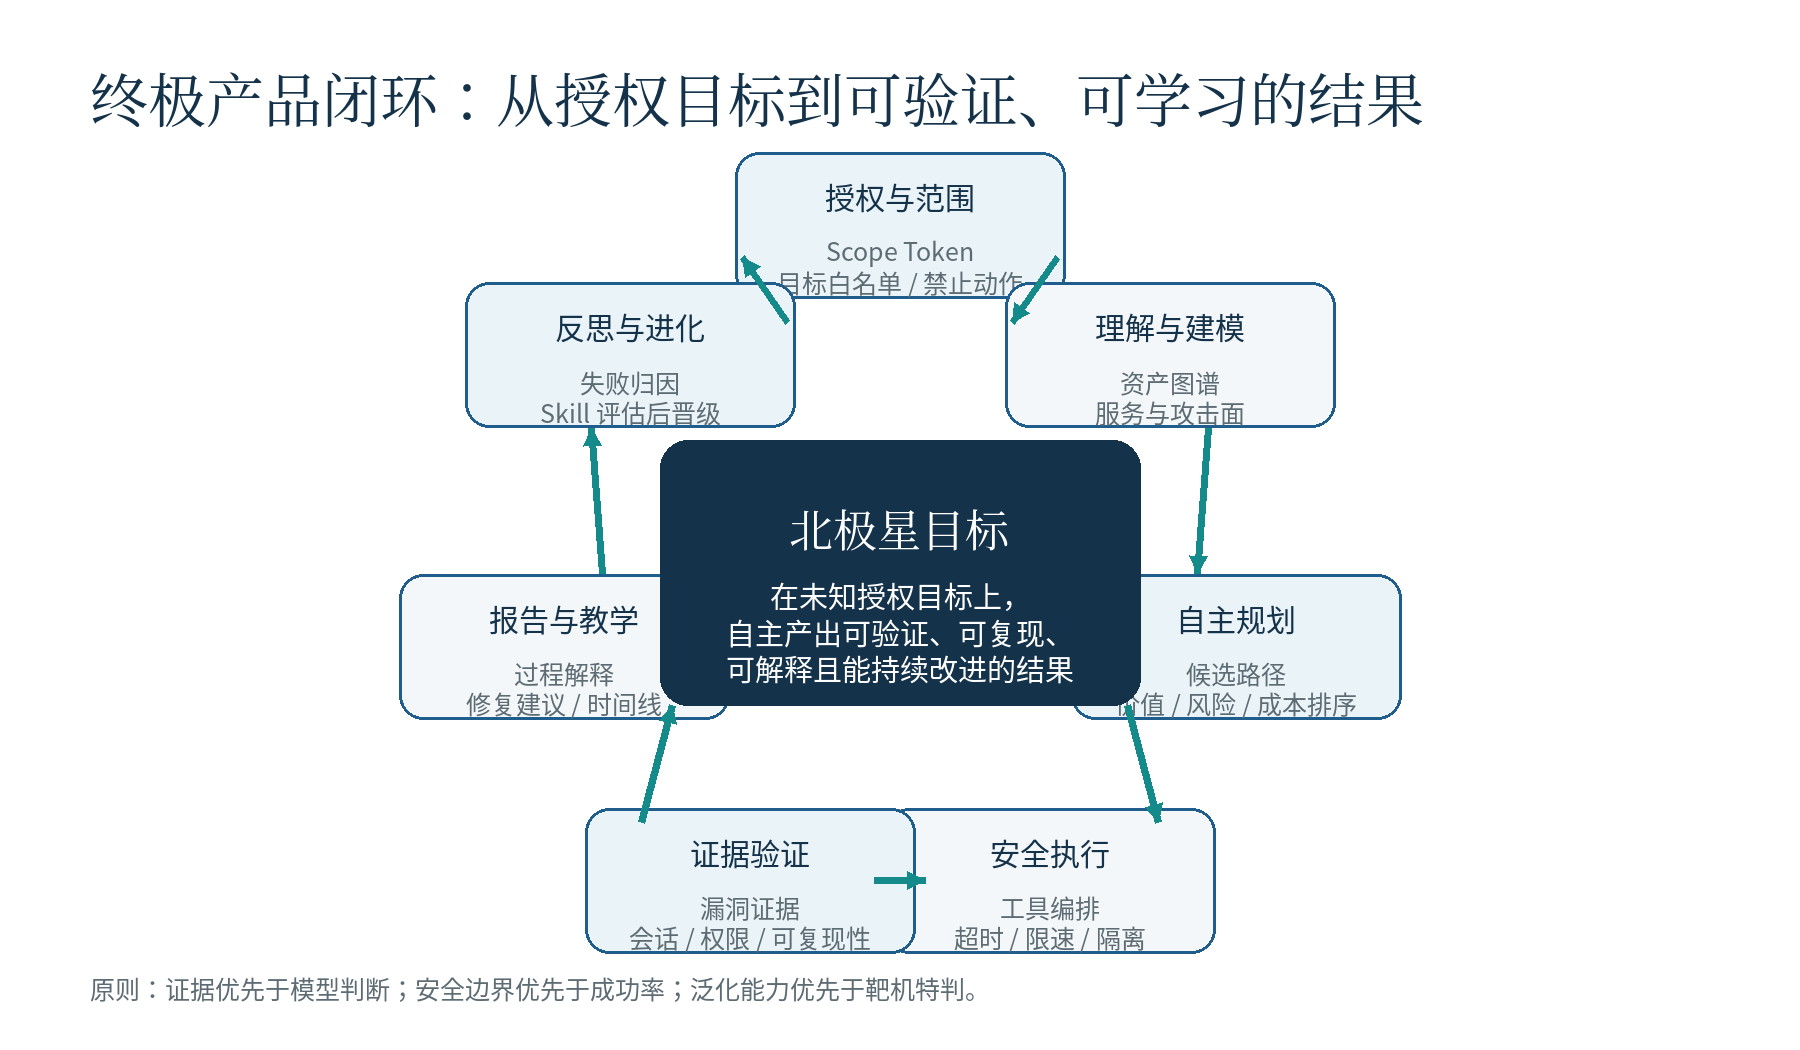 终极产品闭环：从授权目标到可验证、可学习的结果
授权与范围
Scope Token
目标白名单 / 禁止动作
反思与进化
失败归因
Skill 评估后晋级
理解与建模
资产图谱
服务与攻击面
北极星目标
在未知授权目标上，
自主产出可验证、可复现、
可解释且能持续改进的结果
报告与教学
过程解释
修复建议 / 时间线
自主规划
候选路径
价值 / 风险 / 成本排序
证据验证
漏洞证据
会话 / 权限 / 可复现性
安全执行
工具编排
超时 / 限速 / 隔离
原则：证据优先于模型判断；安全边界优先于成功率；泛化能力优先于靶机特判。